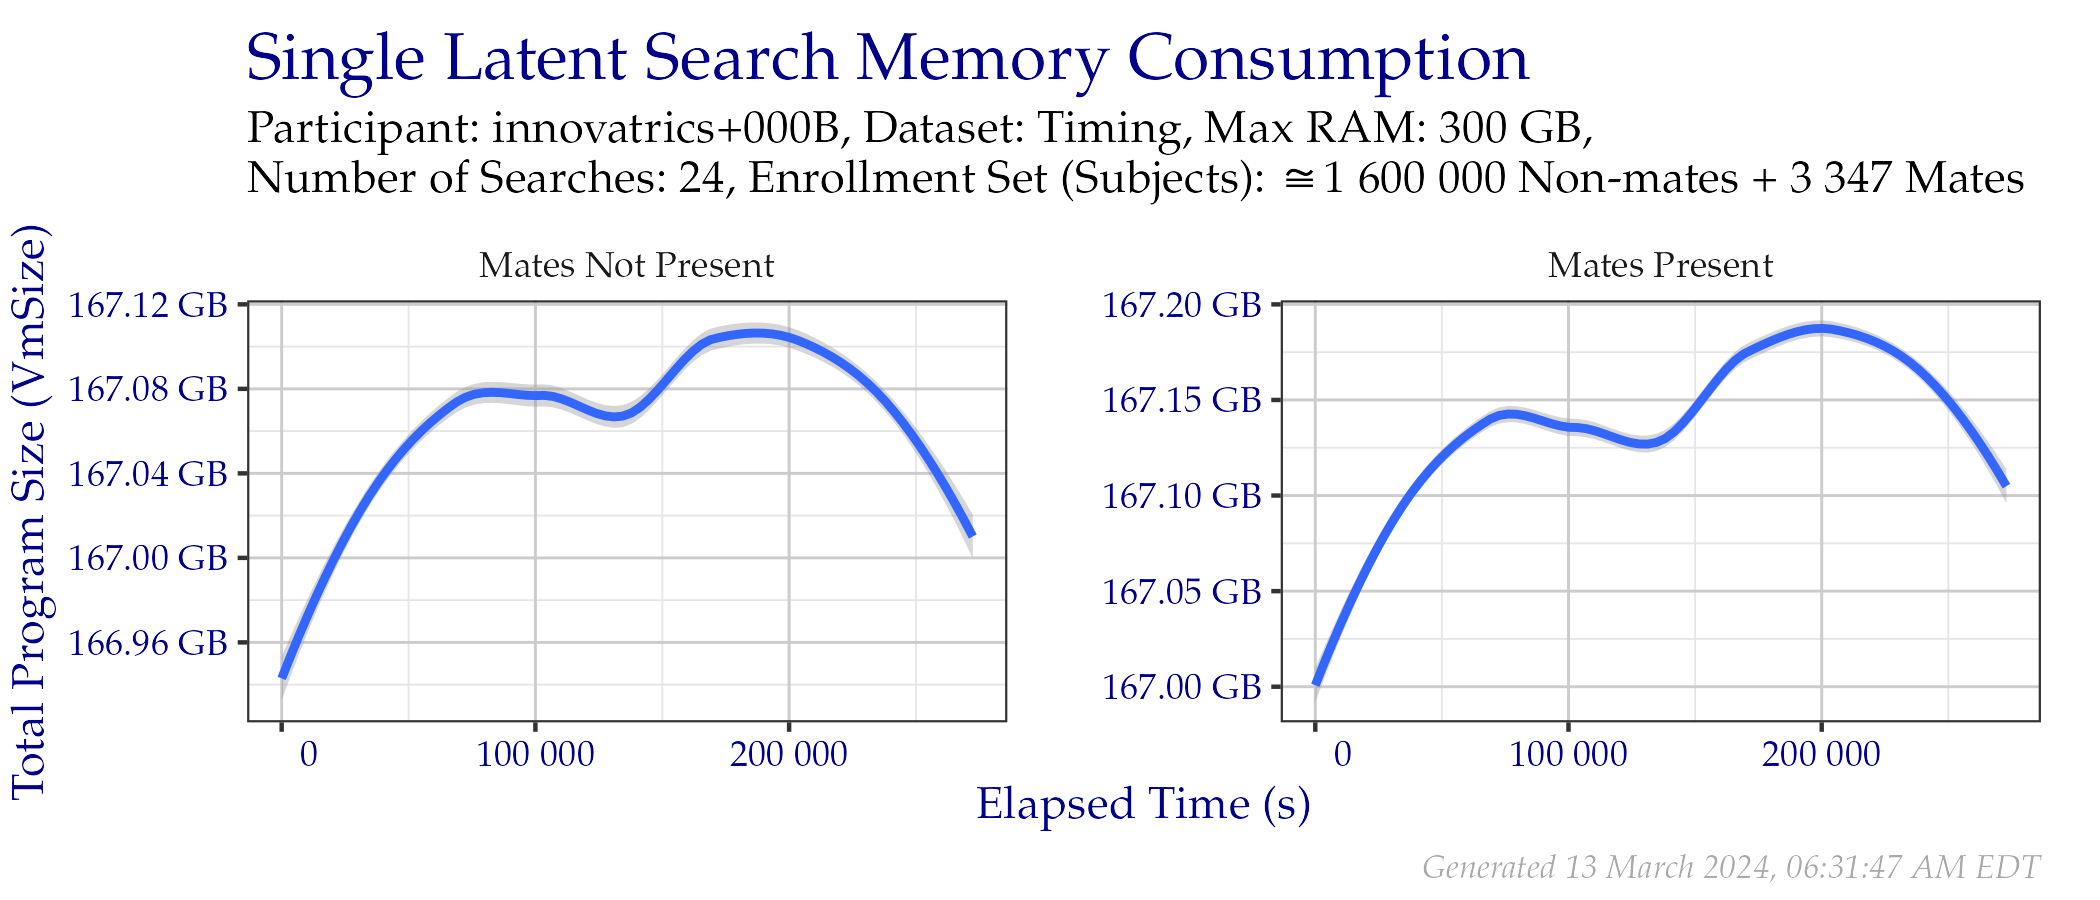 Single Latent Search Memory Consumption
Participant: innovatrics+000B, Dataset: Timing, Max RAM: 300 GB,
Number of Searches: 24, Enrollment Set (Subjects): ≅ 1 600 000 Non-mates + 3 347 Mates
Total Program Size (VmSize)
Mates Not Present
167.12 GB
167.08 GB
167.04 GB
167.00 GB
166.96 GB
0 100 000 200 000
Mates Present
167.20 GB
167.15 GB
167.10 GB
167.05 GB
167.00 GB
0 100 000 200 000
Elapsed Time (s)
Generated 13 March 2024, 06:31:47 AM EDT